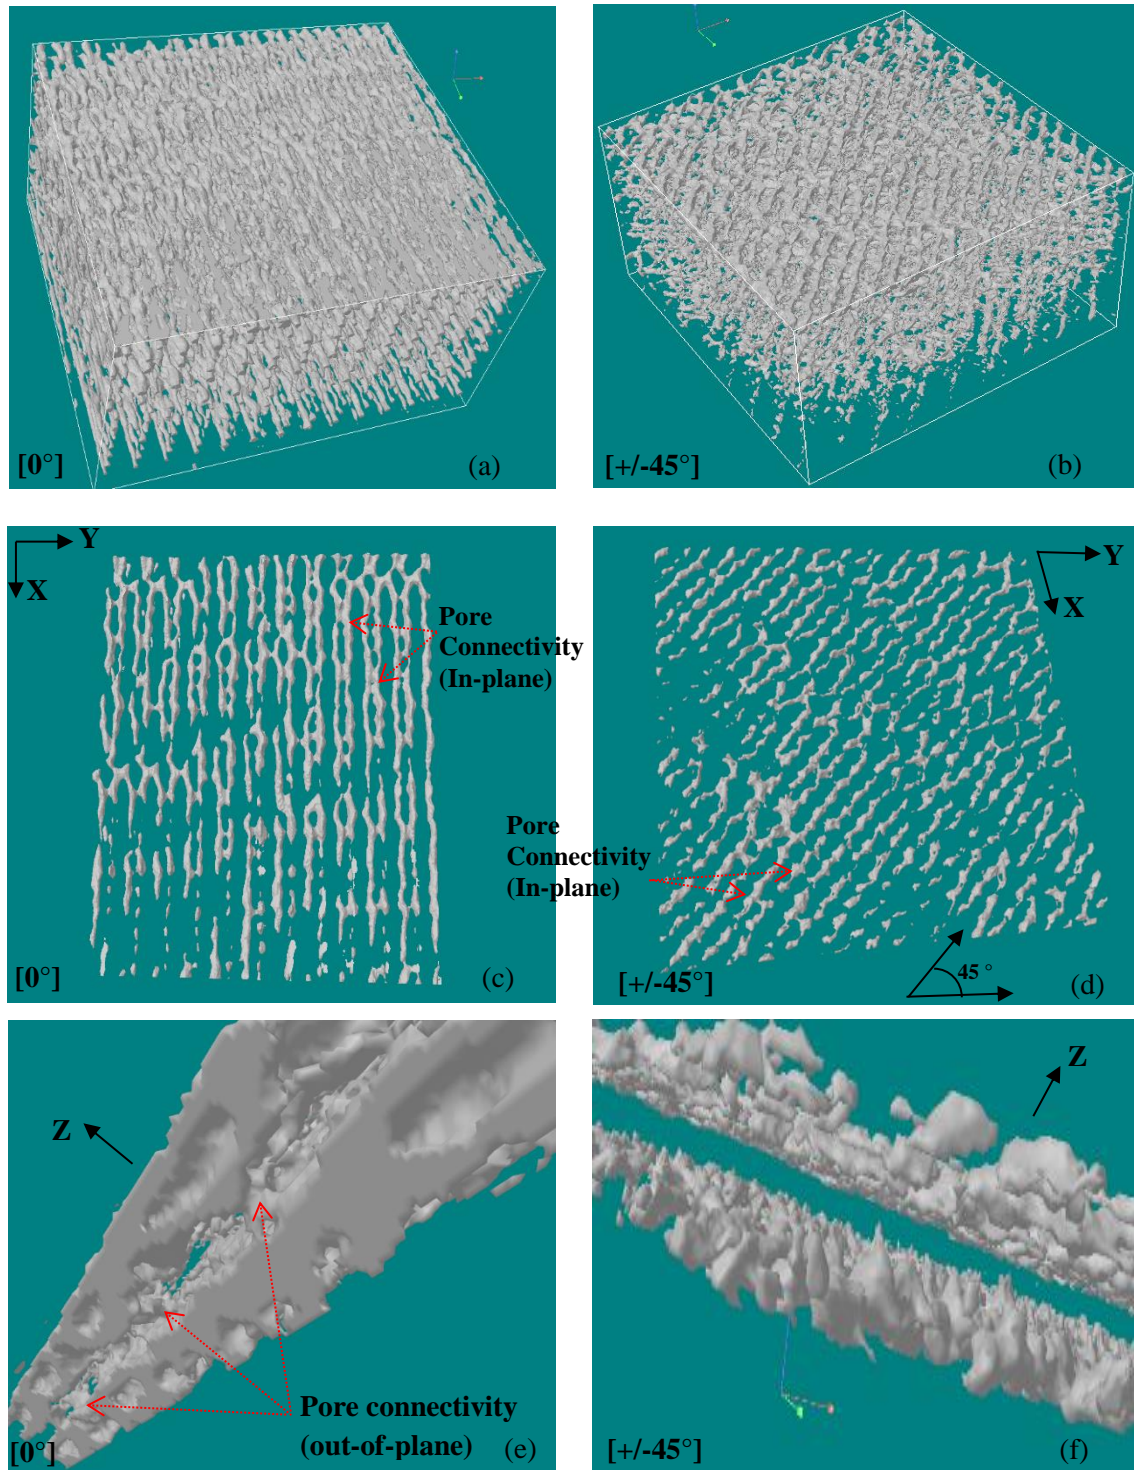 [0°]
(a)
[+/-45°]
(b)
Y
X
Pore
Connectivity
(In-plane)
[0°]
(c)
Y
X
Pore
Connectivity
(In-plane)
45 °
[+/-45°]
(d)
Z
Pore connectivity
(out-of-plane)
[0°]
(e)
Z
[+/-45°]
(f)